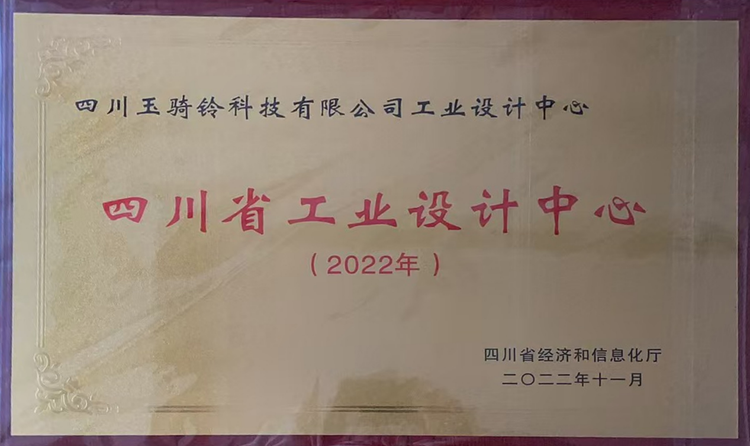 四川玉骑铃科技有限公司工业设计中心
四川省工业设计中心
（2022年）
四川省经济和信息化厅
二〇二二年十一月